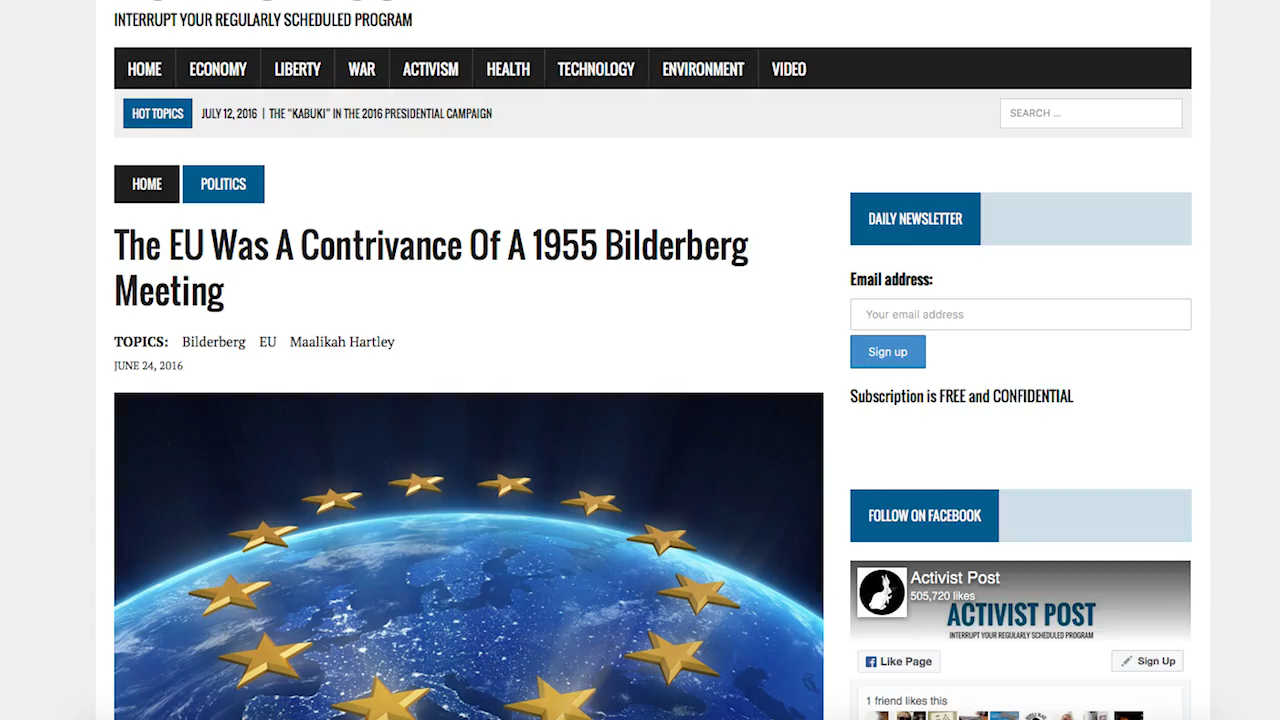 INTERRUPT YOUR REGULARLY SCHEDULED PROGRAM
HOME ECONOMY LIBERTY WAR ACTIVISM HEALTH TECHNOLOGY ENVIRONMENT VIDEO
HOT TOPICS JULY 12, 2016 | THE “KABUKI” IN THE 2016 PRESIDENTIAL CAMPAIGN
SEARCH ...
HOME POLITICS
The EU Was A Contrivance Of A 1955 Bilderberg
Meeting
TOPICS: Bilderberg EU Maalikah Hartley
JUNE 24, 2016
DAILY NEWSLETTER
Email address:
Your email address
Sign up
Subscription is FREE and CONFIDENTIAL
FOLLOW ON FACEBOOK
Activist Post
505,720 likes
ACTIVIST POST
INTERRUPT YOUR REGULARLY SCHEDULED PROGRAM
Like Page
Sign Up
1 friend likes this